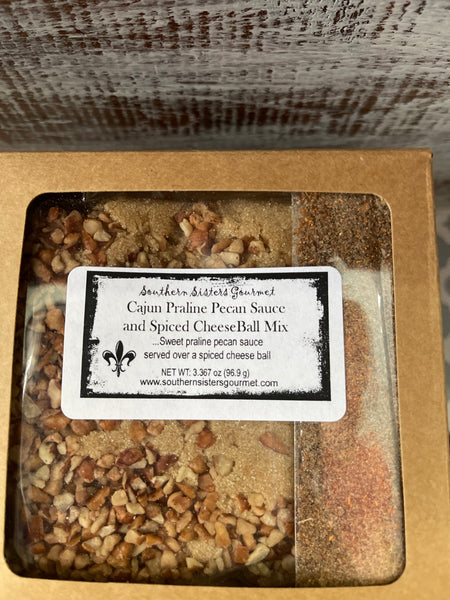 Southern Sisters Gourmet
Cajun Praline Pecan Sauce
and Spiced CheeseBall Mix
...Sweet praline pecan sauce
served over a spiced cheese ball
NET WT: 3.367 oz (96.9 g)
www.southernsistersgourmet.com